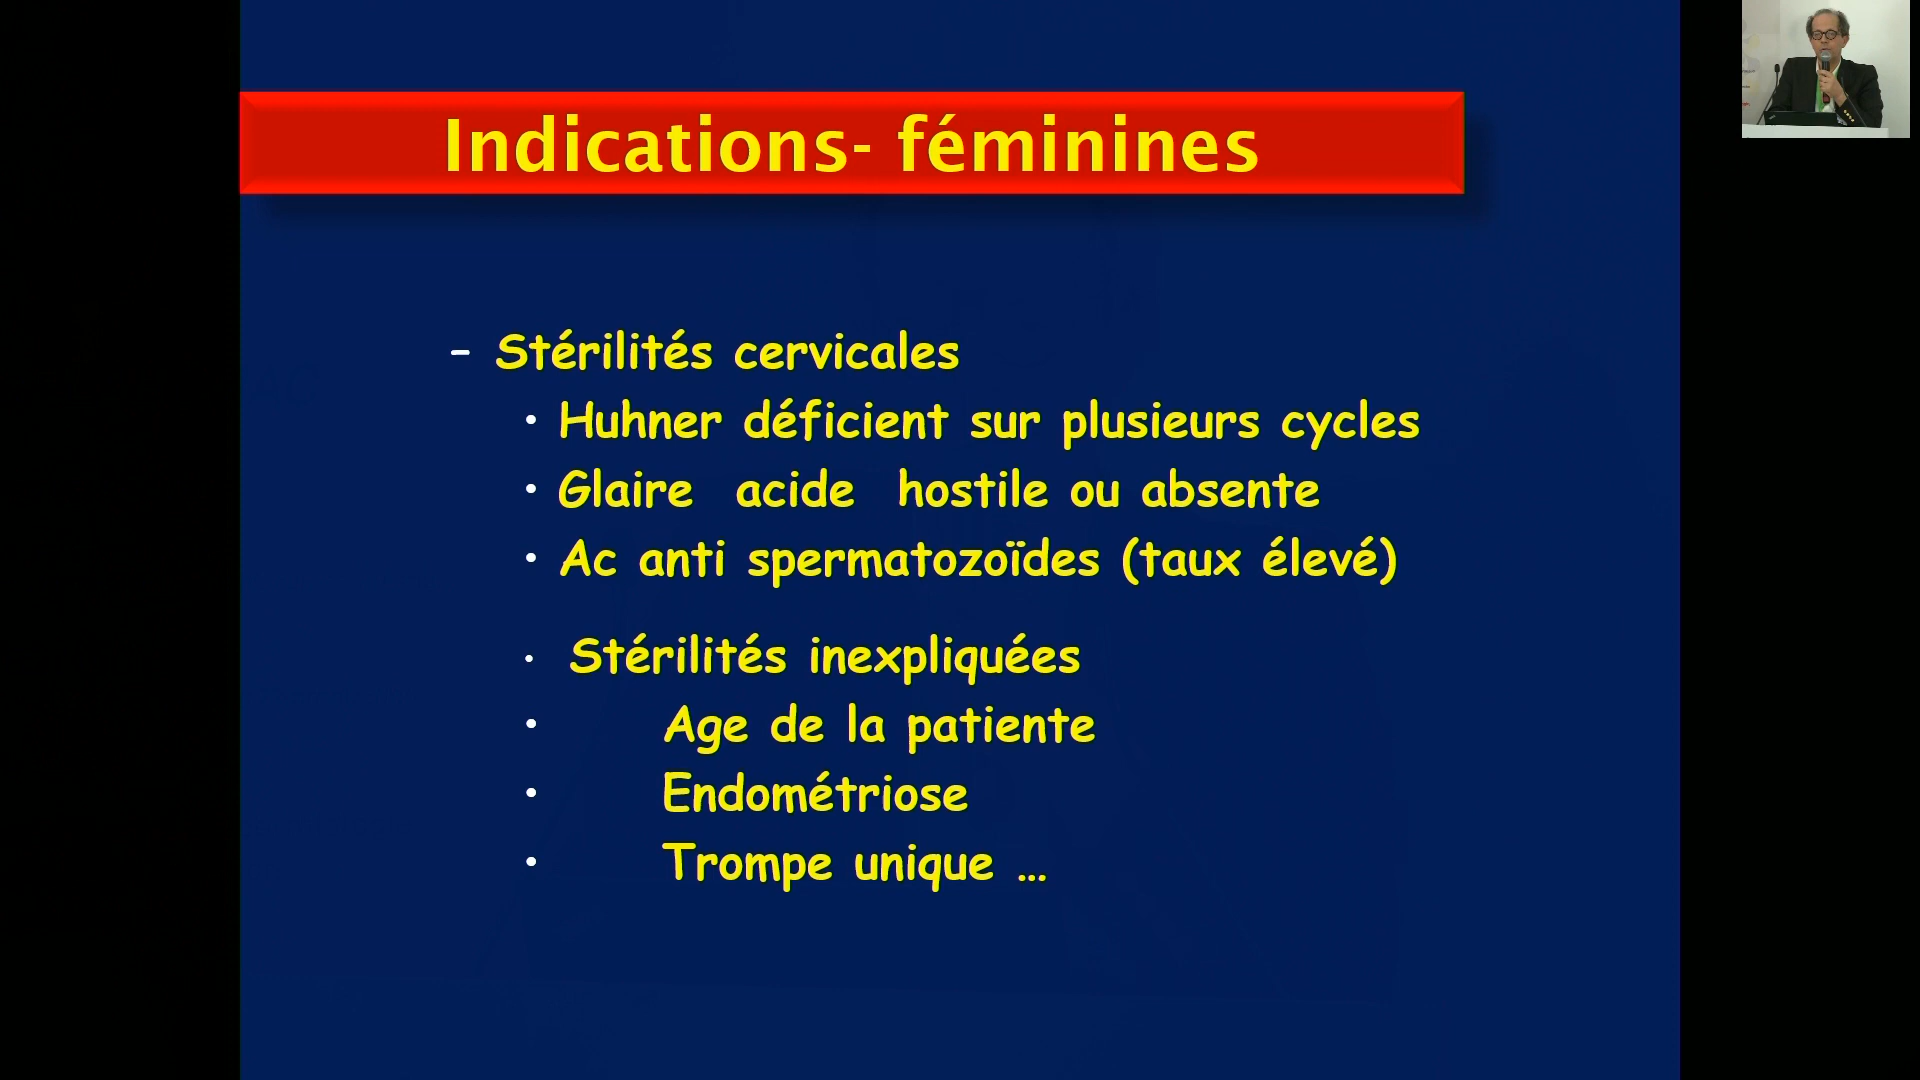 Indications- féminines
– Stérilités cervicales
• Huhner déficient sur plusieurs cycles
• Glaire acide hostile ou absente
• Ac anti spermatozoïdes (taux élevé)
• Stérilités inexpliquées
• Age de la patiente
• Endométriose
• Trompe unique ...